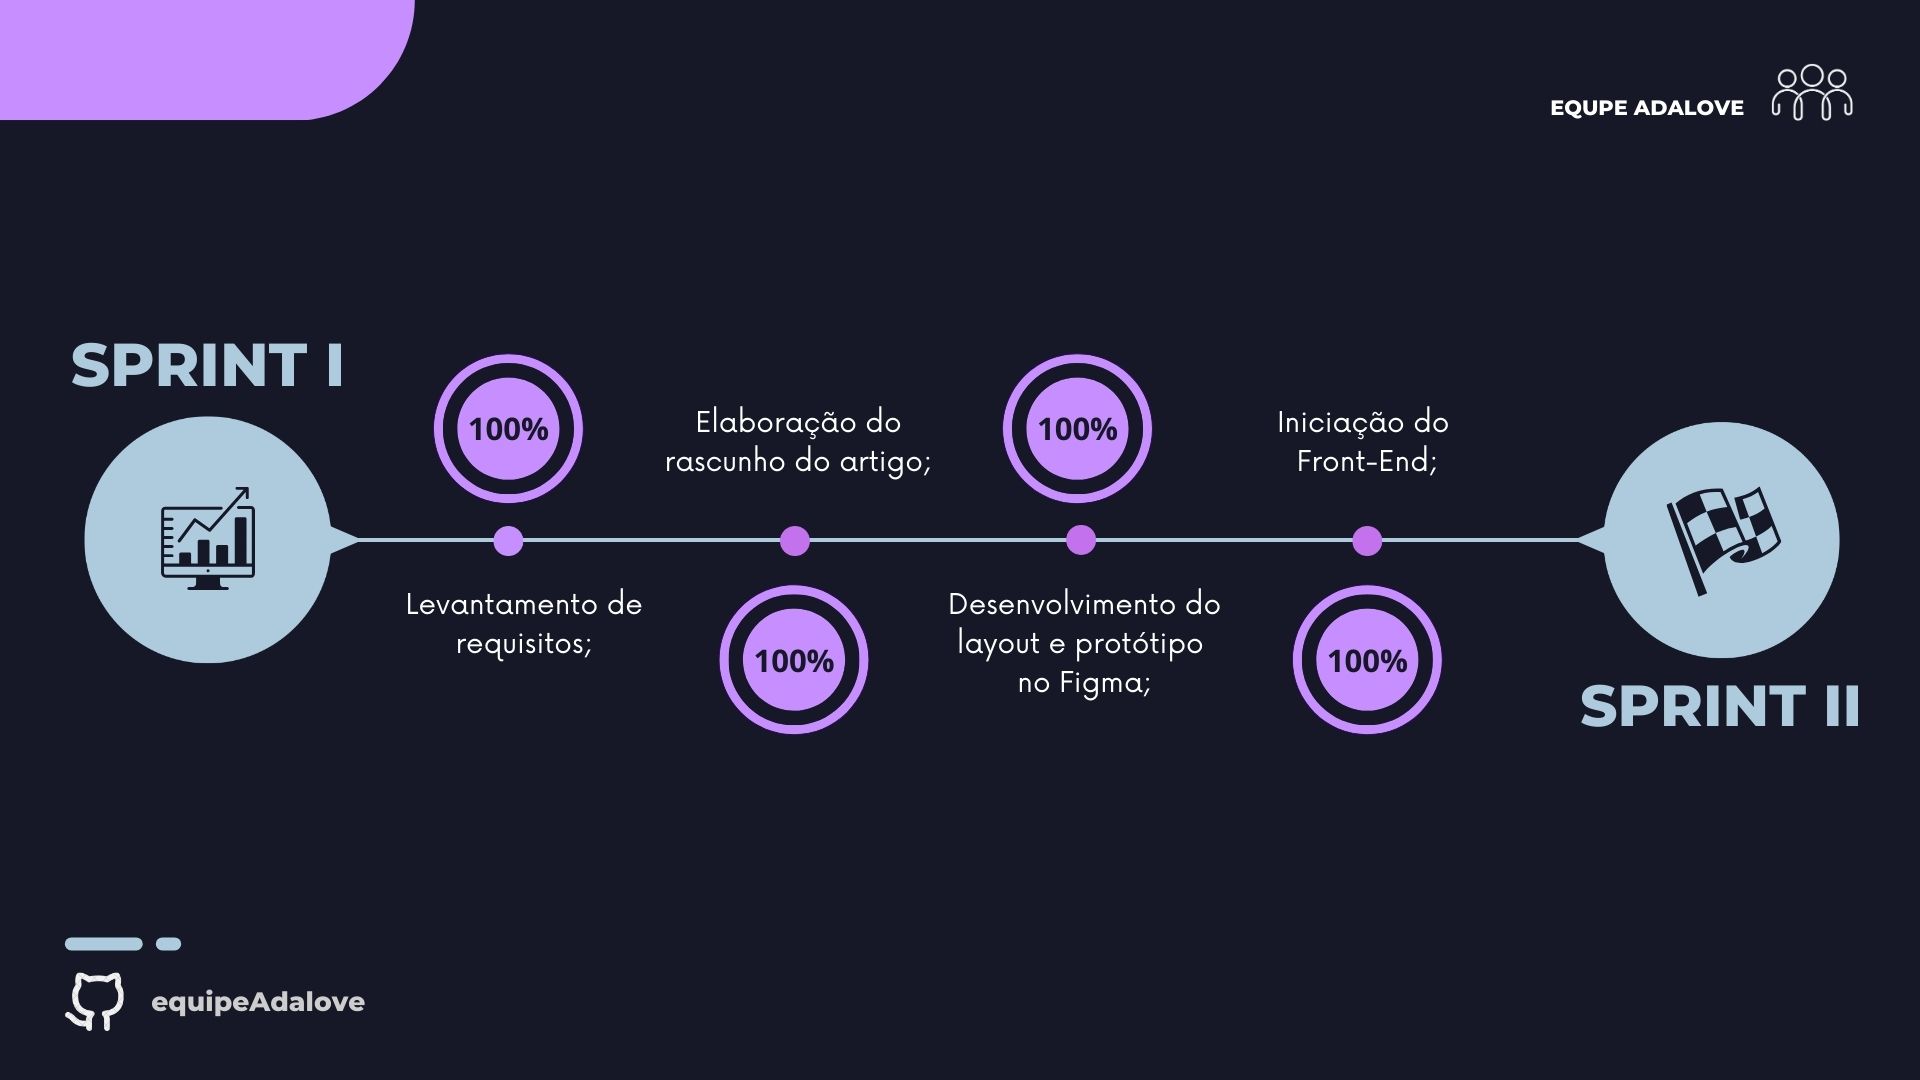 EQUPE ADALOVE
SPRINT I
100%
Levantamento de
requisitos;
Elaboração do
rascunho do artigo;
100%
100%
Desenvolvimento do
layout e protótipo
no Figma;
Iniciação do
Front-End;
100%
SPRINT II
equipeAdalove